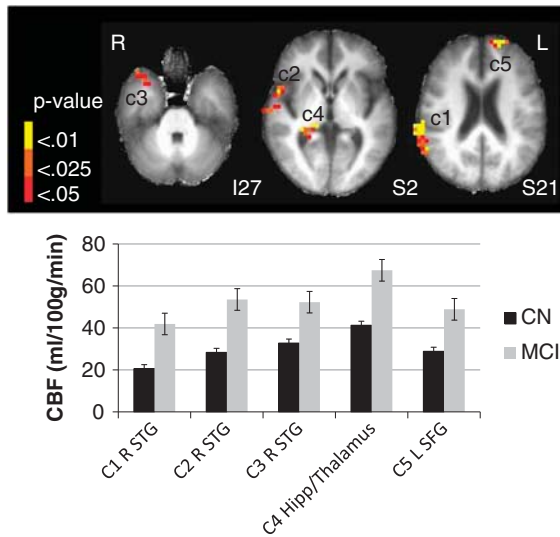 R
L
c5
c2
p-value
c3
c4
c1
<.01
<.025
<.05
I27
S2
S21
CBF (ml/100g/min)
80
60
40
20
0
CN
MCI
C1 R STG
C2 R STG
C3 R STG
C4 Hipp/Thalamus
C5 L SFG